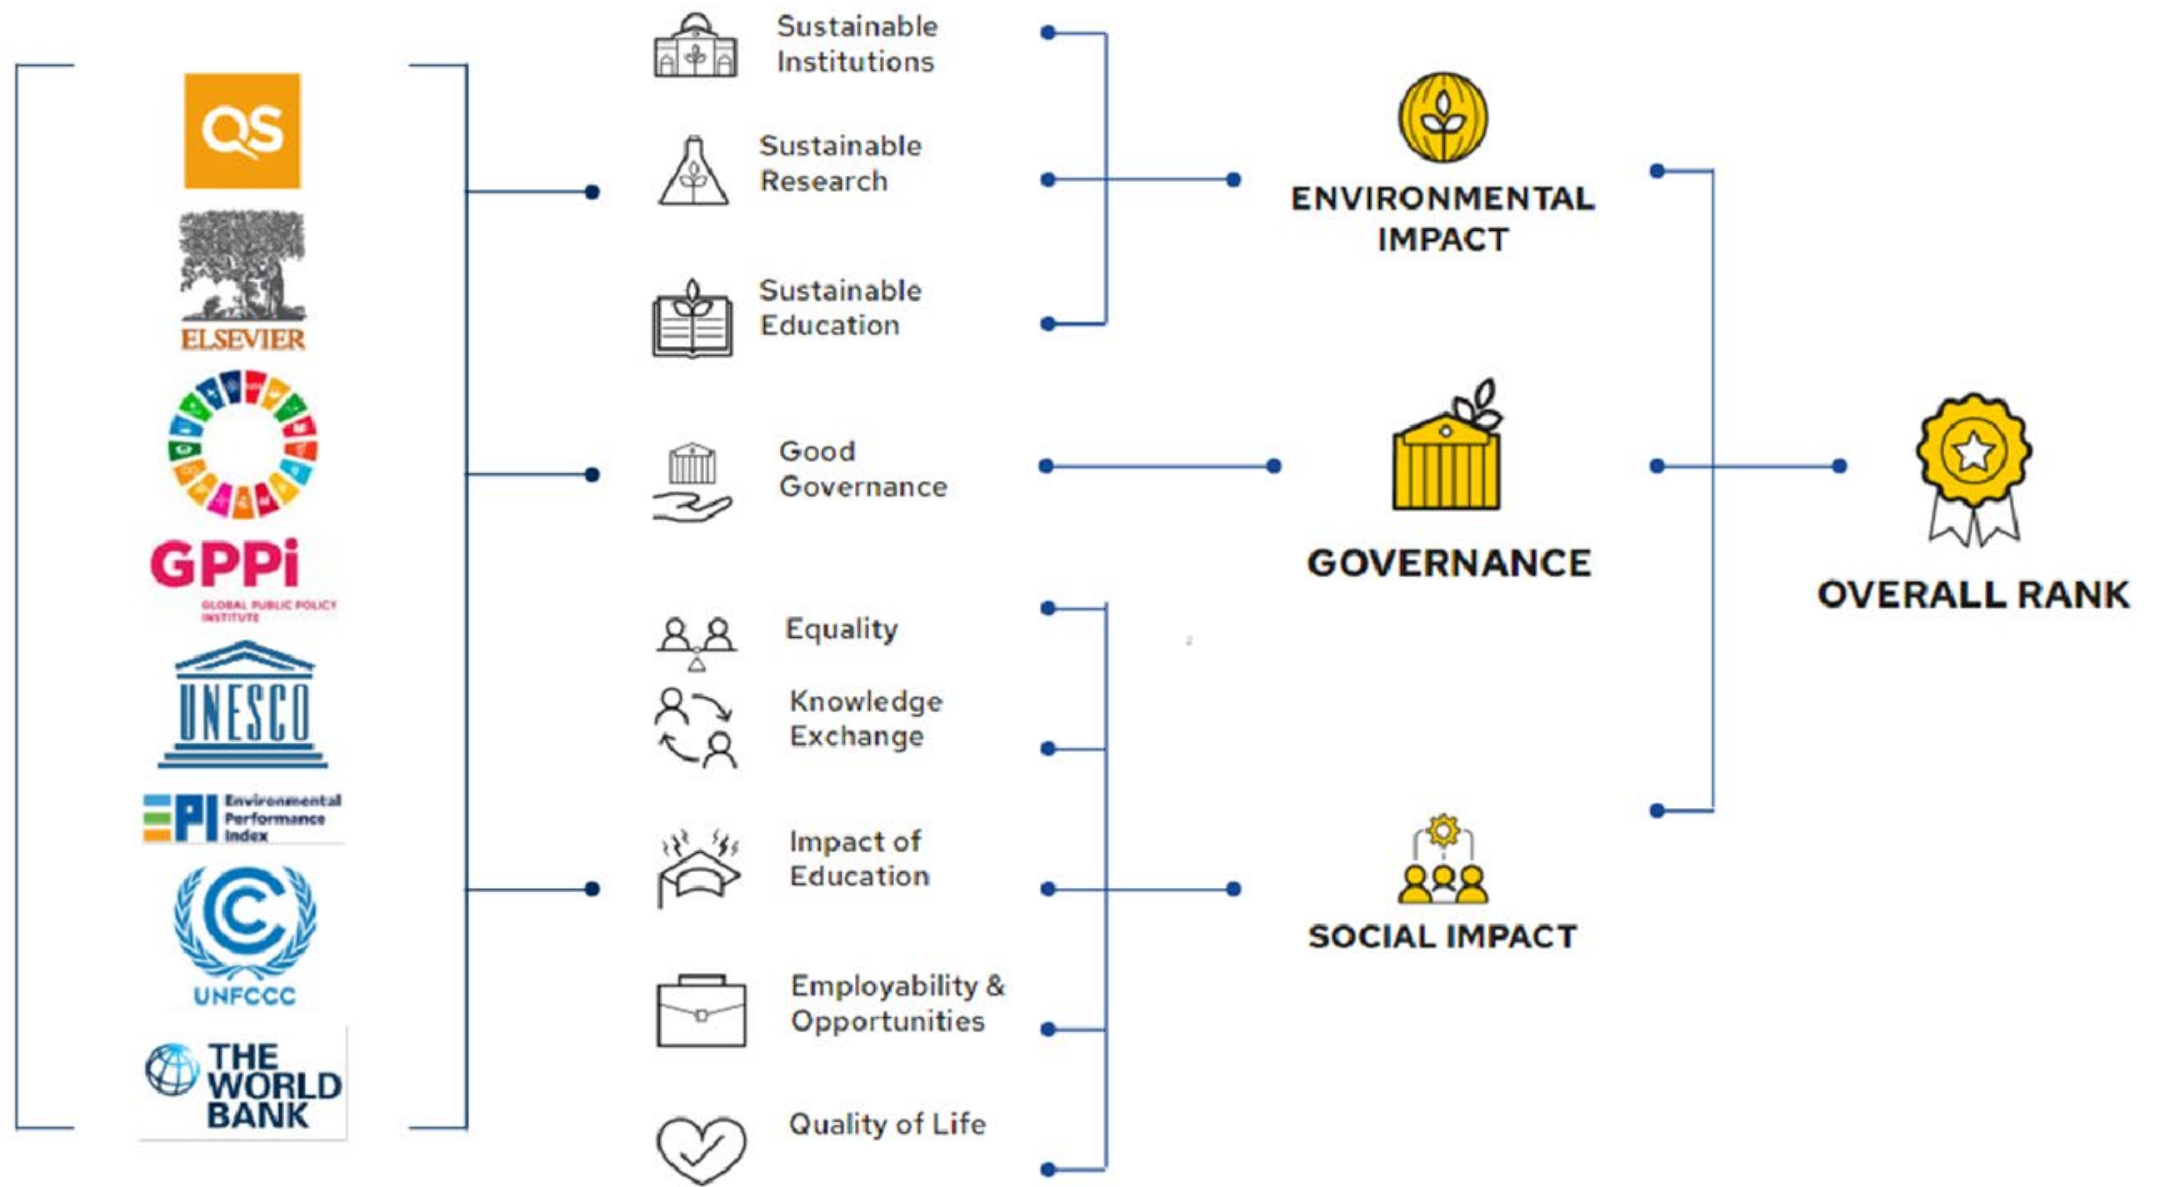 QS
ELSEVIER
GPPi
GLOBAL PUBLIC POLICY
INSTITUTE
UNESCO
EPI Environmental
Performance
Index
UNFCCC
THE
WORLD
BANK
Sustainable
Institutions
Sustainable
Research
Sustainable
Education
Good
Governance
Equality
Knowledge
Exchange
Impact of
Education
Employability &
Opportunities
Quality of Life
ENVIRONMENTAL
IMPACT
GOVERNANCE
2
SOCIAL IMPACT
OVERALL RANK